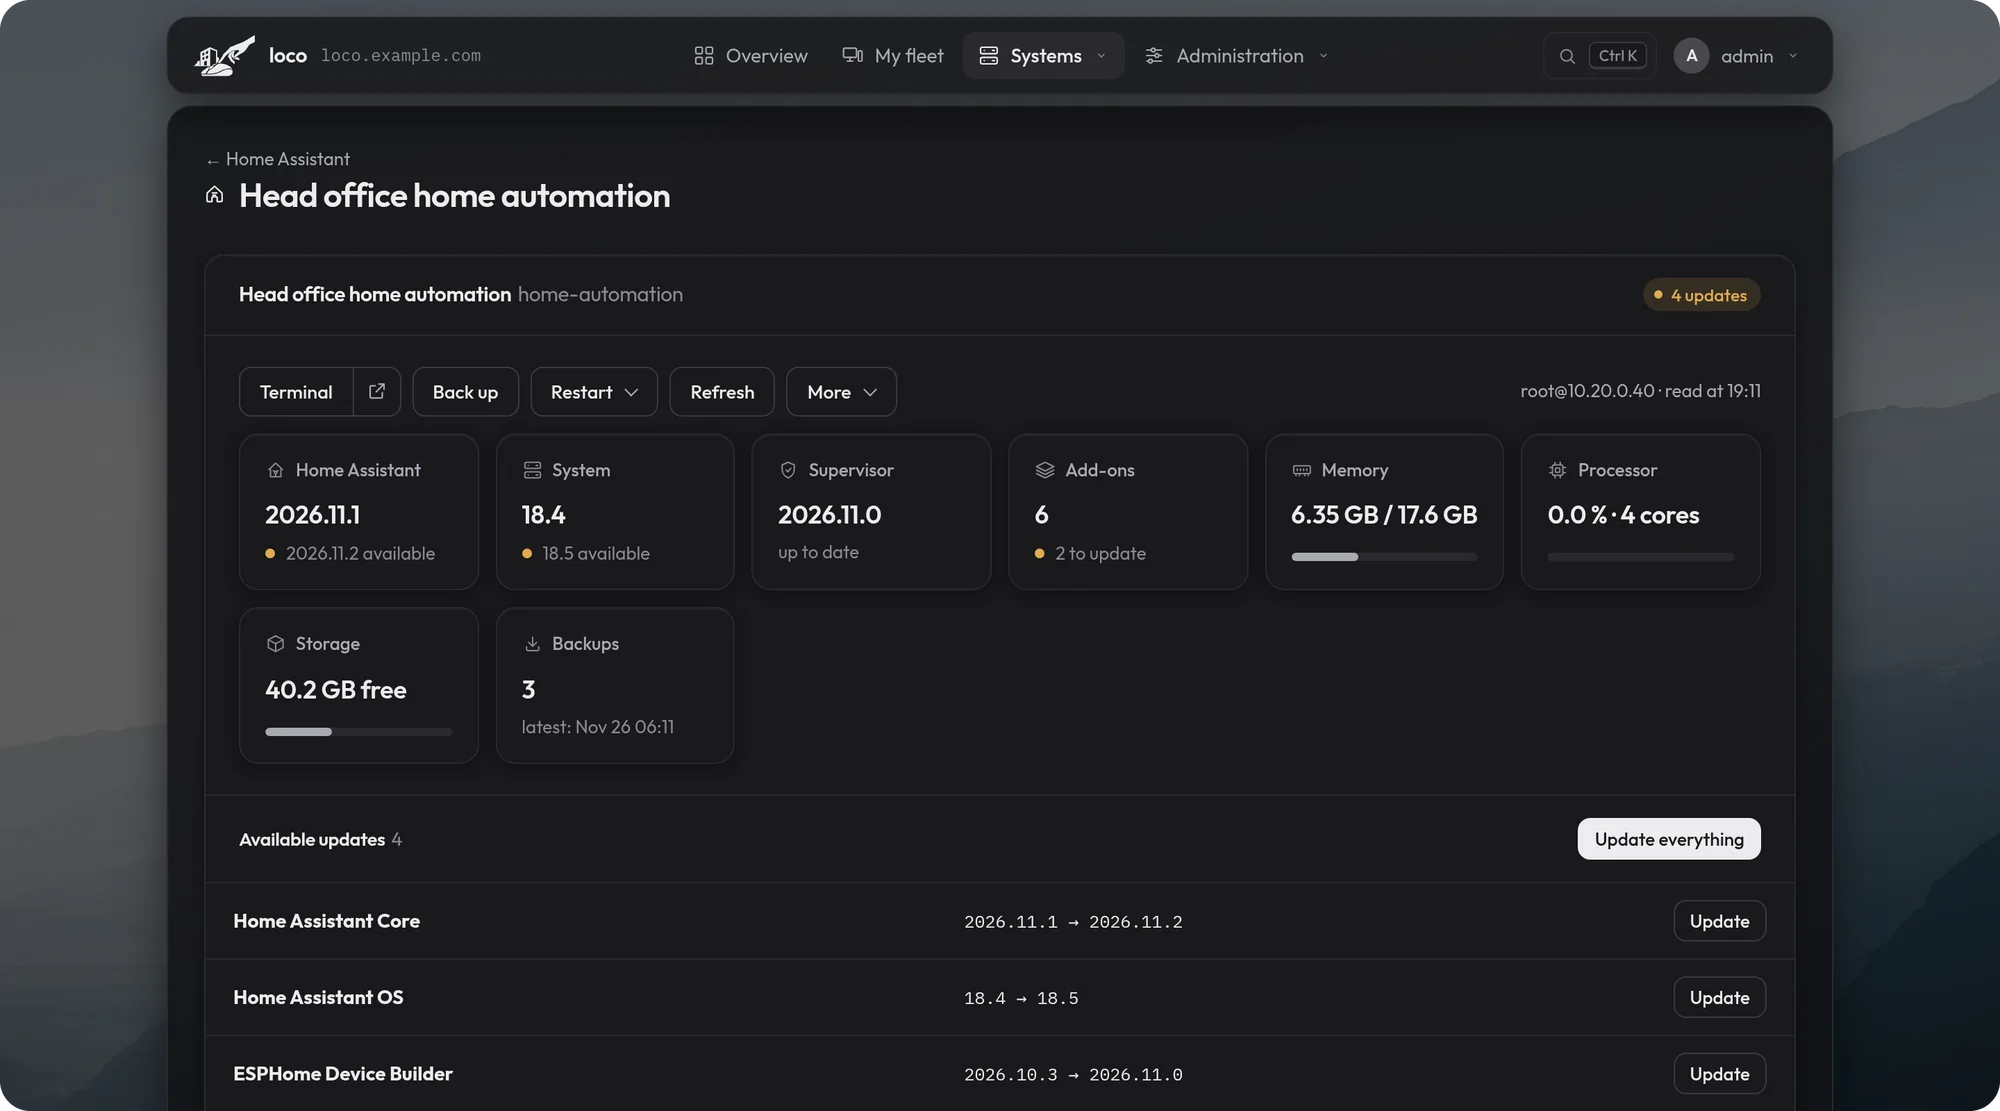 loco loco.example.com Overview My fleet Systems Administration Ctrl K A admin
← Home Assistant
Head office home automation
Head office home automation home-automation 4 updates
Terminal Back up Restart Refresh More root@10.20.0.40 · read at 19:11
Home Assistant System Supervisor Add-ons Memory Processor
2026.11.1 18.4 2026.11.0 6 6.35 GB / 17.6 GB 0.0 % · 4 cores
2026.11.2 available 18.5 available up to date 2 to update
Storage Backups
40.2 GB free 3
latest: Nov 26 06:11
Available updates 4 Update everything
Home Assistant Core 2026.11.1 → 2026.11.2 Update
Home Assistant OS 18.4 → 18.5 Update
ESPHome Device Builder 2026.10.3 → 2026.11.0 Update